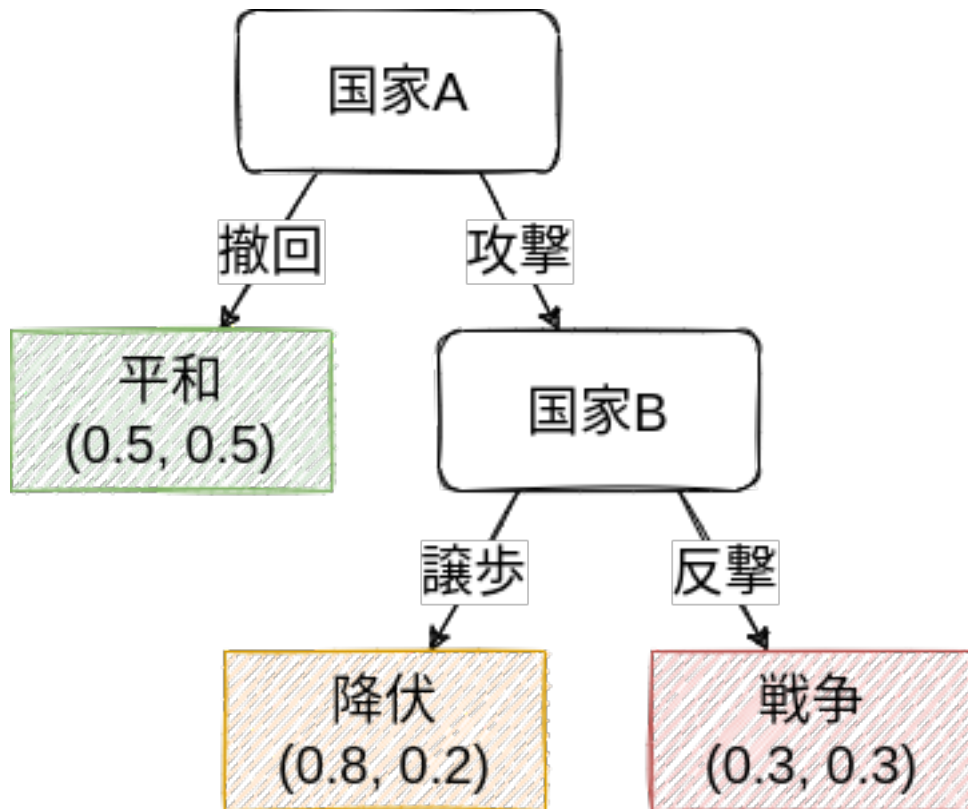 国家A
撤回
攻撃
平和
(0.5, 0.5)
国家B
譲歩
反撃
降伏
(0.8, 0.2)
戦争
(0.3, 0.3)